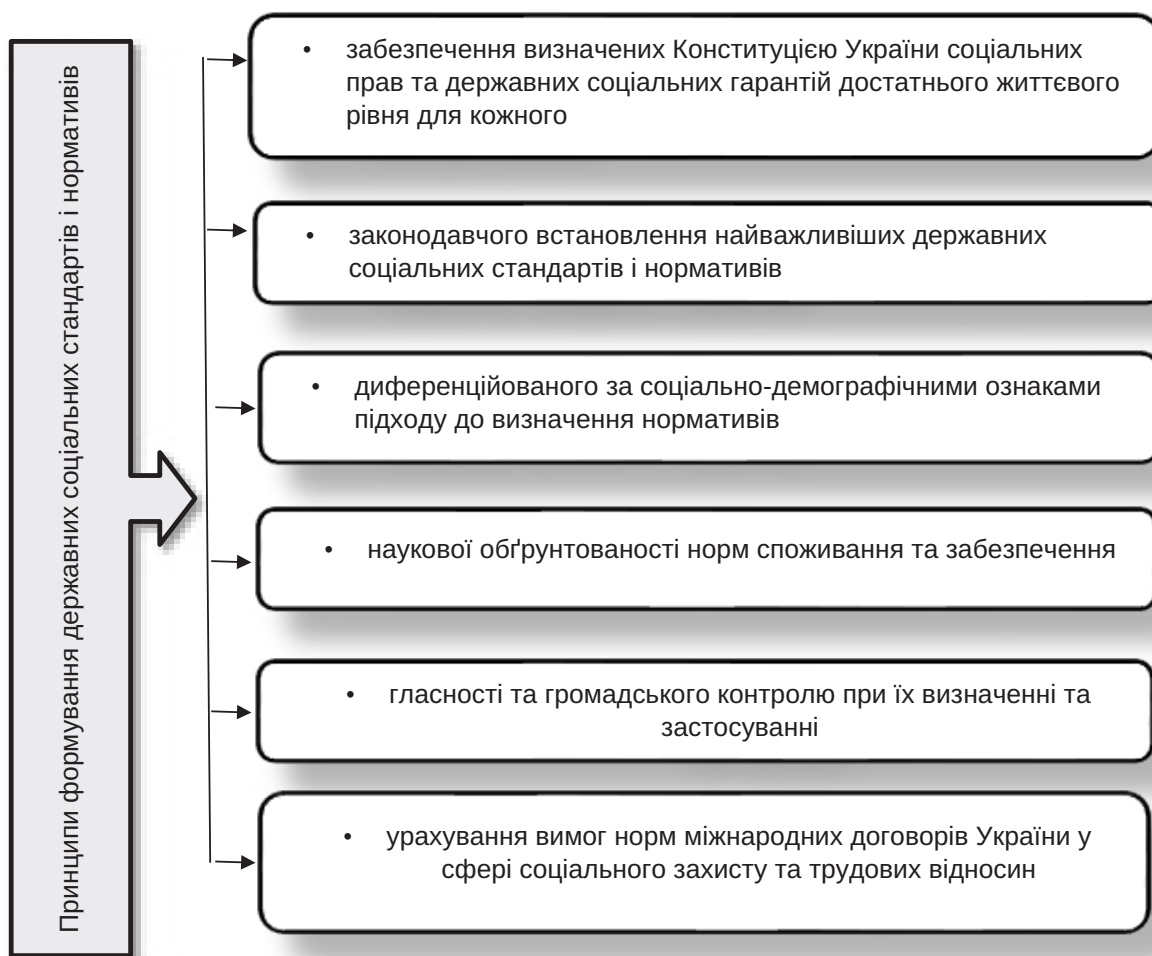 Принципи формування державних соціальних стандартів і нормативів
• забезпечення визначених Конституцією України соціальних
прав та державних соціальних гарантій достатнього життєвого
рівня для кожного
• законодавчого встановлення найважливіших державних
соціальних стандартів і нормативів
• диференційованого за соціально-демографічними ознаками
підходу до визначення нормативів
• наукової обґрунтованості норм споживання та забезпечення
• гласності та громадського контролю при їх визначенні та
застосуванні
• урахування вимог норм міжнародних договорів України у
сфері соціального захисту та трудових відносин